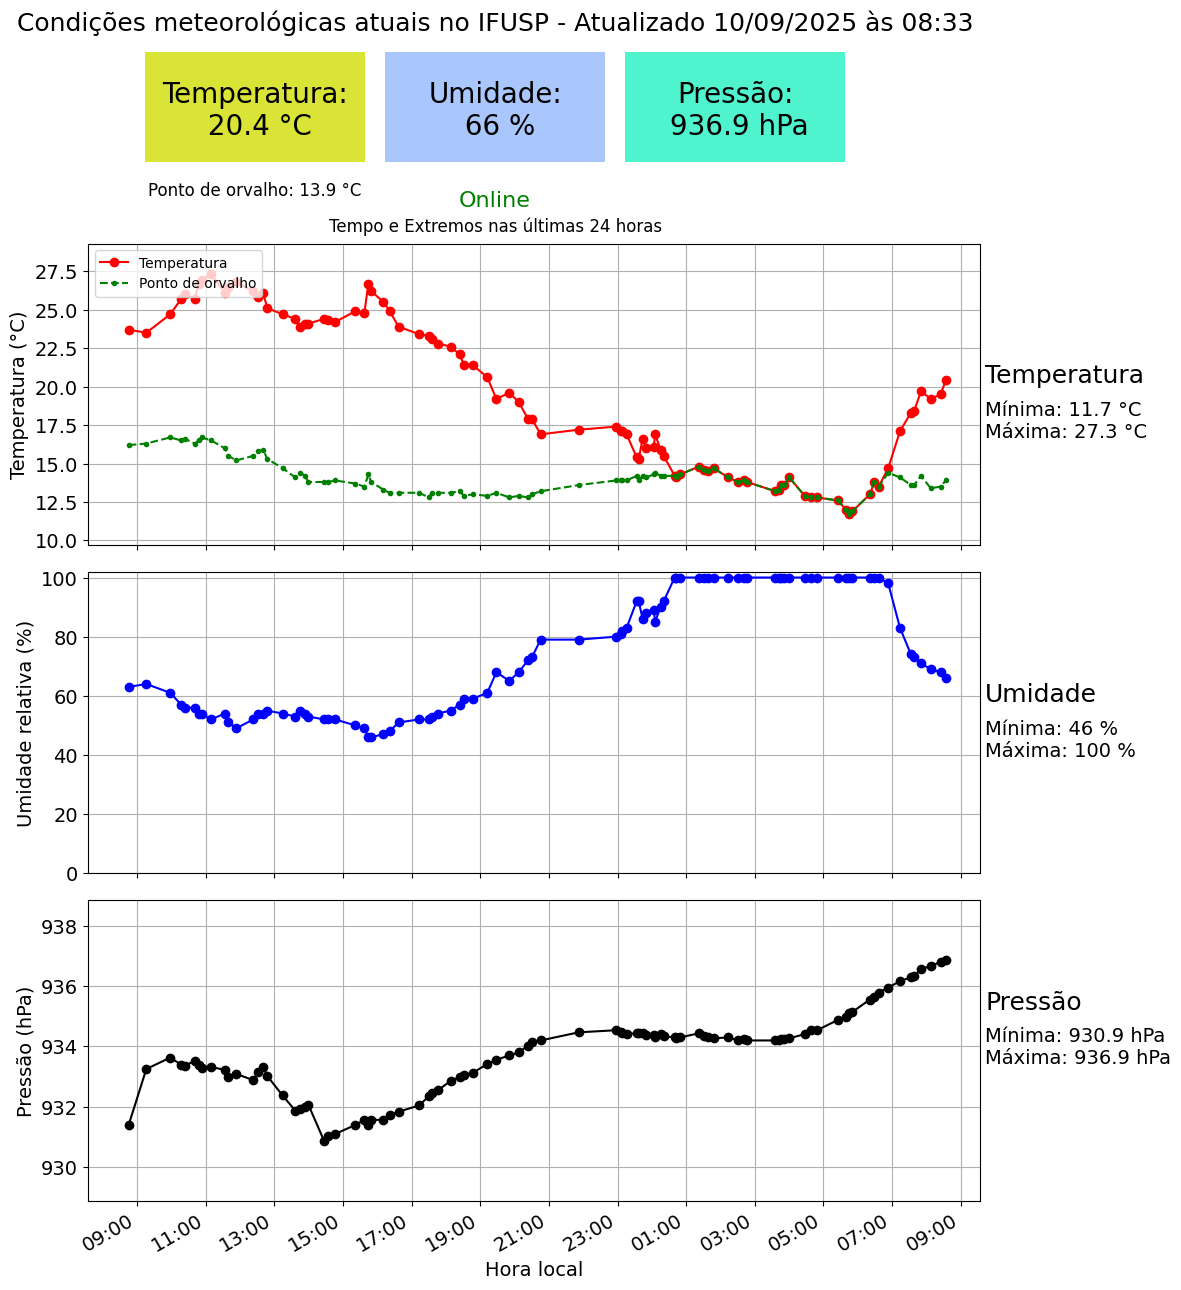 Condições meteorológicas atuais no IFUSP - Atualizado 10/09/2025 às 08:33
Temperatura:
20.4 °C
Umidade:
66 %
Pressão:
936.9 hPa
Ponto de orvalho: 13.9 °C
Online
Tempo e Extremos nas últimas 24 horas
Temperatura
Ponto de orvalho
Temperatura (°C)
27.5
25.0
22.5
20.0
17.5
15.0
12.5
10.0
Temperatura
Mínima: 11.7 °C
Máxima: 27.3 °C
Umidade relativa (%)
100
80
60
40
20
0
Umidade
Mínima: 46 %
Máxima: 100 %
Pressão (hPa)
938
936
934
932
930
Pressão
Mínima: 930.9 hPa
Máxima: 936.9 hPa
09:00 11:00 13:00 15:00 17:00 19:00 21:00 23:00 01:00 03:00 05:00 07:00 09:00
Hora local